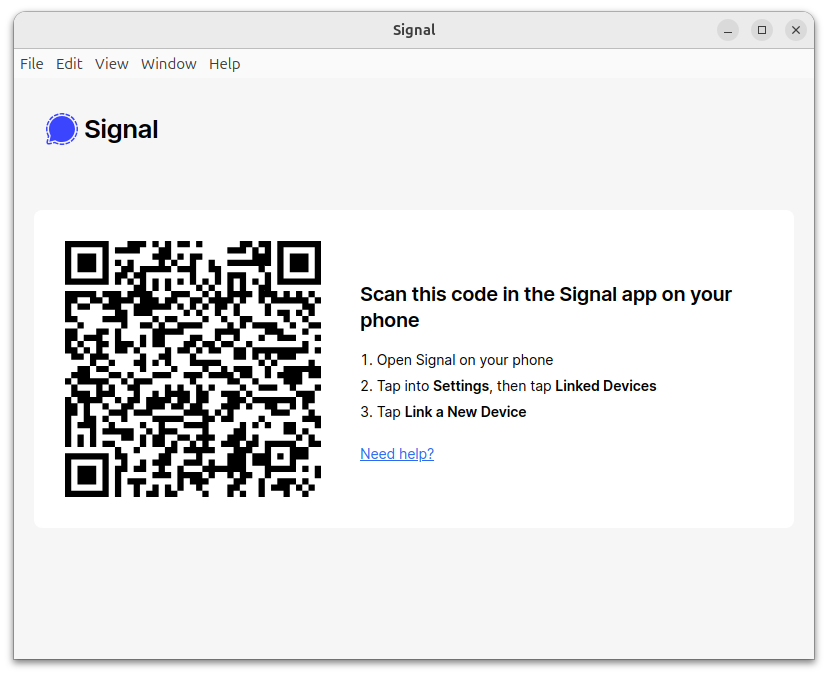 Signal
File Edit View Window Help
Signal
Scan this code in the Signal app on your
phone
1. Open Signal on your phone
2. Tap into Settings, then tap Linked Devices
3. Tap Link a New Device
Need help?